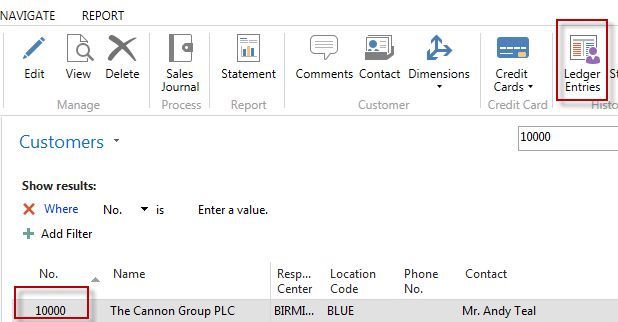 NAVIGATE REPORT
Edit View Delete Sales Journal Statement Comments Contact Dimensions Credit Cards Ledger Entries
Manage Process Report Customer Credit Card
Customers
10000
Show results:
Where No. is Enter a value.
Add Filter
No. Name Resp... Center Location Code Phone No. Contact
10000 The Cannon Group PLC BIRMI... BLUE Mr. Andy Teal